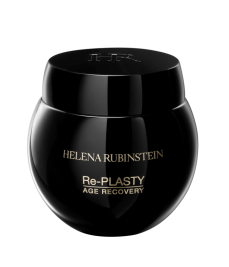 HELENA RUBINSTEIN
Re-PLASTY
AGE RECOVERY